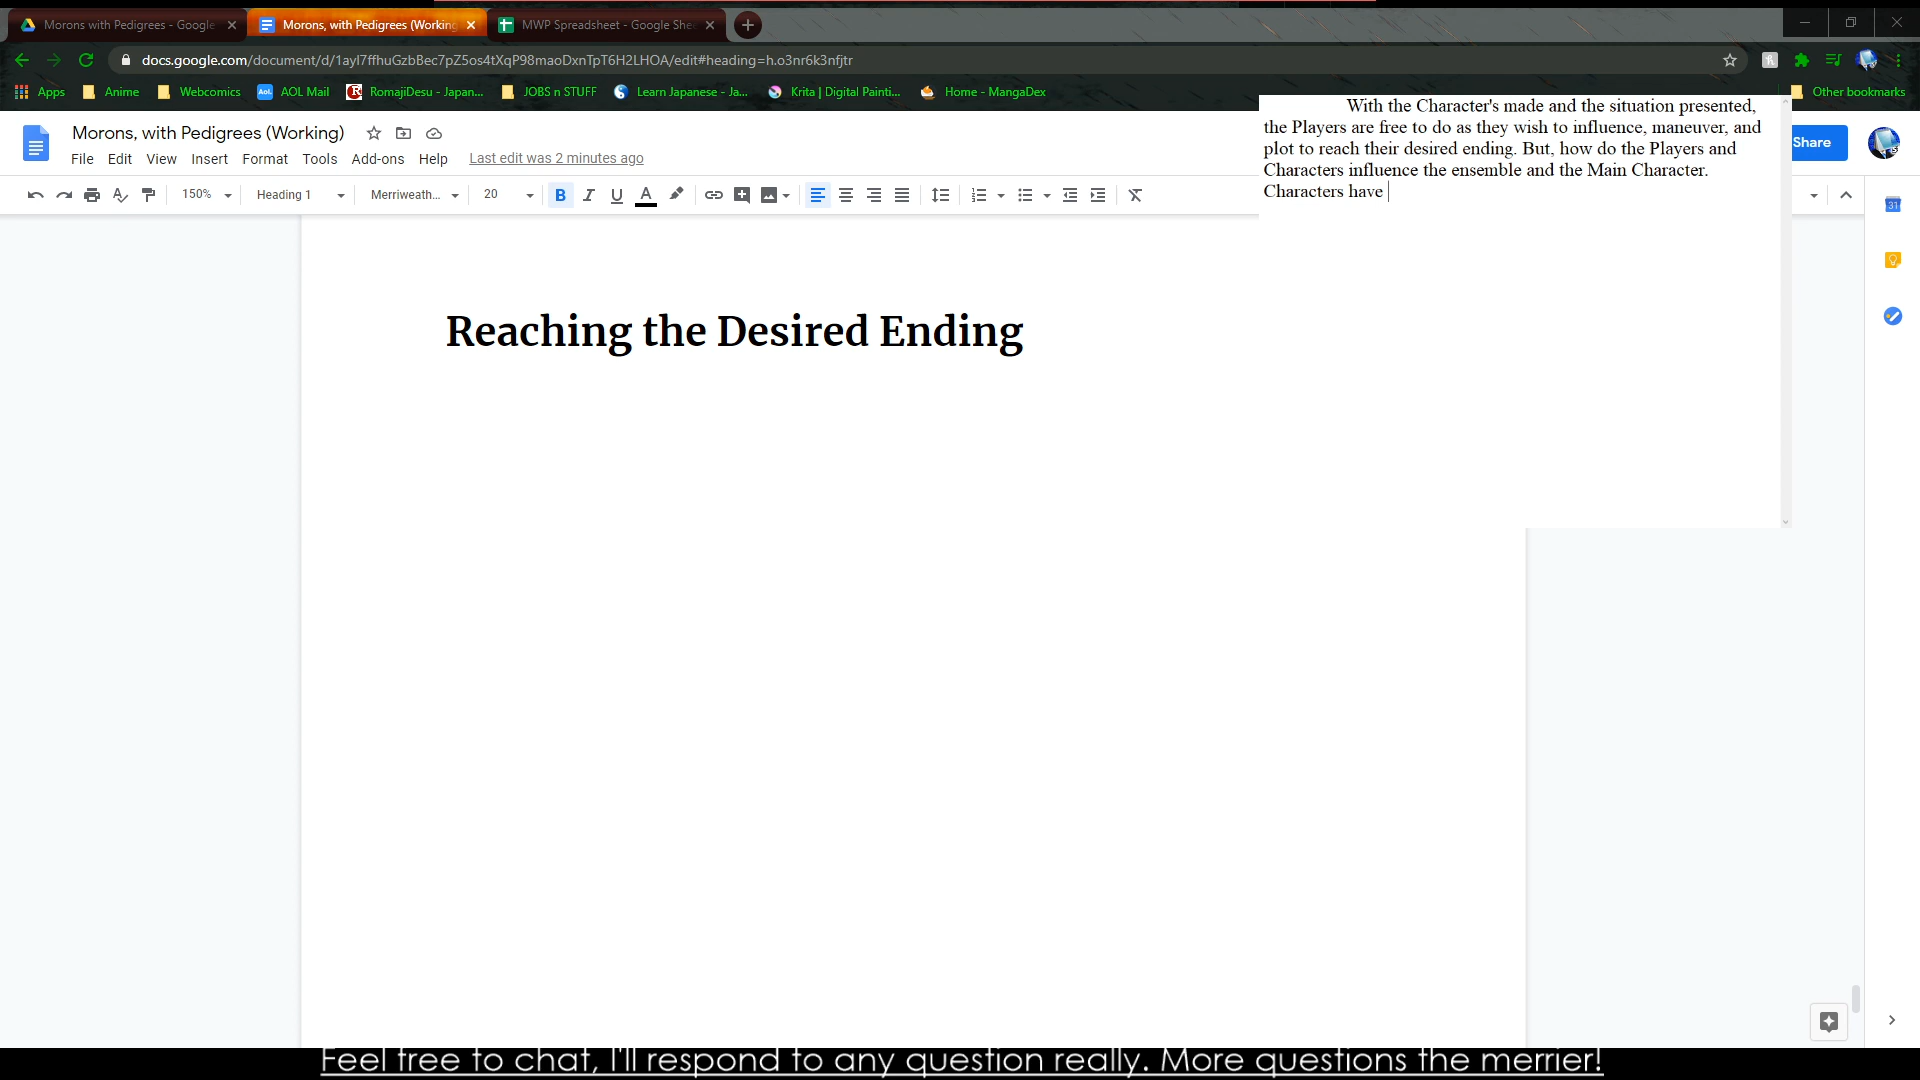 Morons with Pedigrees - Google
Morons, with Pedigrees (Working
MWP Spreadsheet - Google She
docs.google.com/document/d/1ayl7ffhuGzbBec7pZ5os4tXqP98maoDxnTpT6H2LHOA/edit#heading=h.o3nr6k3nfjtr
Apps
Anime
Webcomics
AOL Mail
RomajiDesu - Japan...
JOBS n STUFF
Learn Japanese - Ja...
Krita | Digital Painti...
Home - MangaDex
Other bookmarks
Morons, with Pedigrees (Working)
File Edit View Insert Format Tools Add-ons Help Last edit was 2 minutes ago
Share
150% Heading 1 Merriweath... 20 B I U A
With the Character's made and the situation presented,
the Players are free to do as they wish to influence, maneuver, and
plot to reach their desired ending. But, how do the Players and
Characters influence the ensemble and the Main Character.
Characters have
31
Reaching the Desired Ending
Feel free to chat, I'll respond to any question really. More questions the merrier!